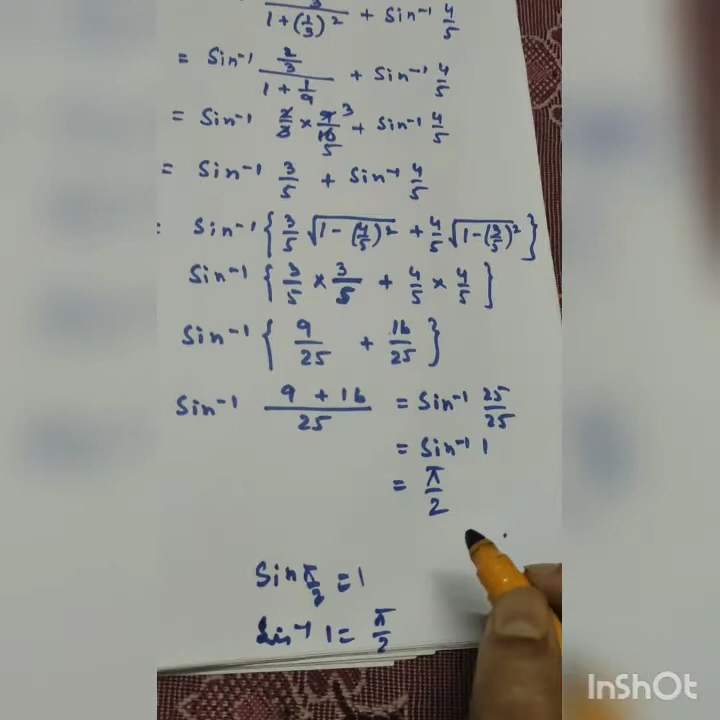 3/(1+(1/3)²) + Sin⁻¹ 4/5
= Sin⁻¹ (2/3)/(1+1/9) + Sin⁻¹ 4/5
= Sin⁻¹ 2/3 × 9/10 3 5 + Sin⁻¹ 4/5
= Sin⁻¹ 3/5 + Sin⁻¹ 4/5
= Sin⁻¹ { 3/5 √(1-(4/5)²) + 4/5 √(1-(3/5)²) }
Sin⁻¹ { 3/5 × 3/5 + 4/5 × 4/5 }
Sin⁻¹ { 9/25 + 16/25 }
Sin⁻¹ (9+16)/25 = Sin⁻¹ 25/25
= Sin⁻¹ 1
= π/2
Sin π/2 = 1
Sin⁻¹ 1 = π/2
InShOt